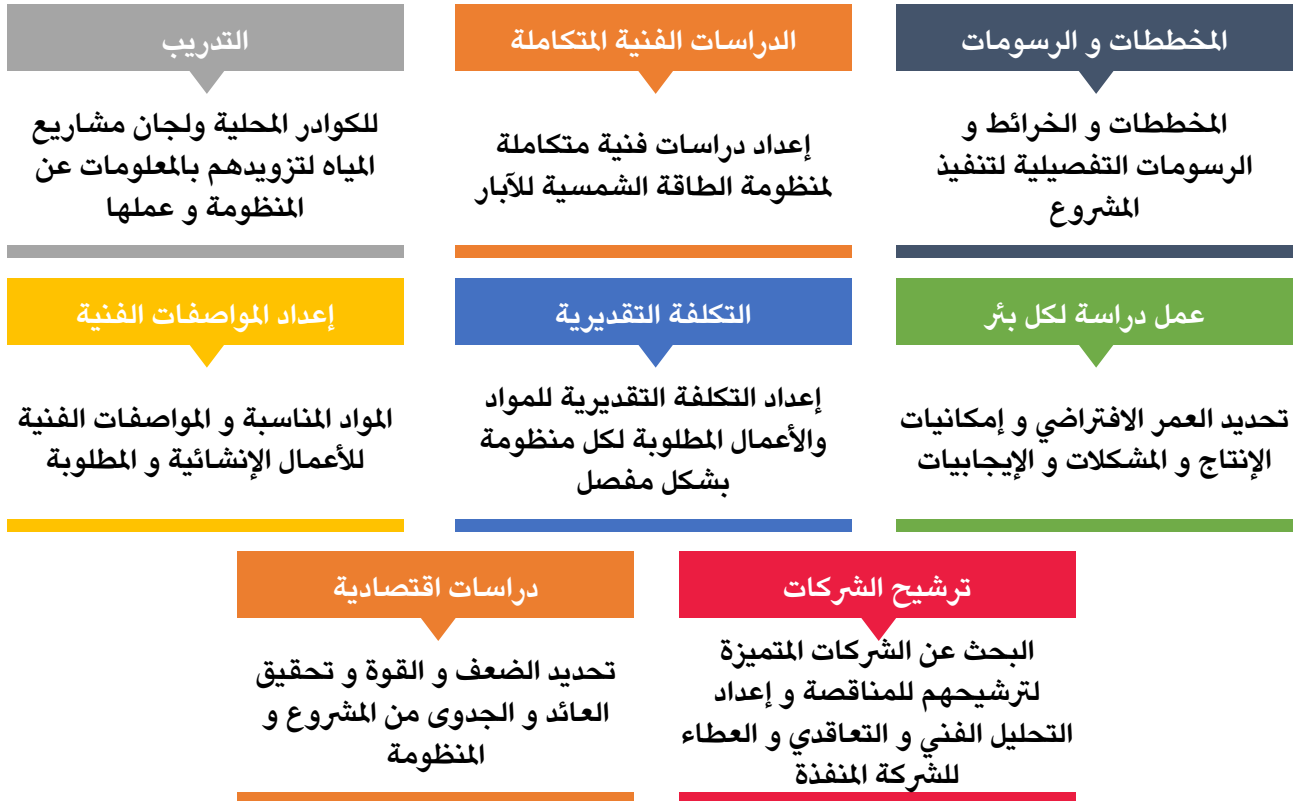 المخططات و الرسومات
المخططات و الخرائط و
الرسومات التفصيلية لتنفيذ
المشروع
الدراسات الفنية المتكاملة
إعداد دراسات فنية متكاملة
لمنظومة الطاقة الشمسية للآبار
التدريب
للكوادر المحلية ولجان مشاريع
المياه لتزويدهم بالمعلومات عن
المنظومة و عملها
عمل دراسة لكل بئر
تحديد العمر الافتراضي و إمكانيات
الإنتاج و المشكلات و الإيجابيات
التكلفة التقديرية
إعداد التكلفة التقديرية للمواد
والأعمال المطلوبة لكل منظومة
بشكل مفصل
إعداد المواصفات الفنية
المواد المناسبة و المواصفات الفنية
للأعمال الإنشائية و المطلوبة
ترشيح الشركات
البحث عن الشركات المتميزة
لترشيحهم للمناقصة و إعداد
التحليل الفني و التعاقدي و العطاء
للشركة المنفذة
دراسات اقتصادية
تحديد الضعف و القوة و تحقيق
العائد و الجدوى من المشروع و
المنظومة